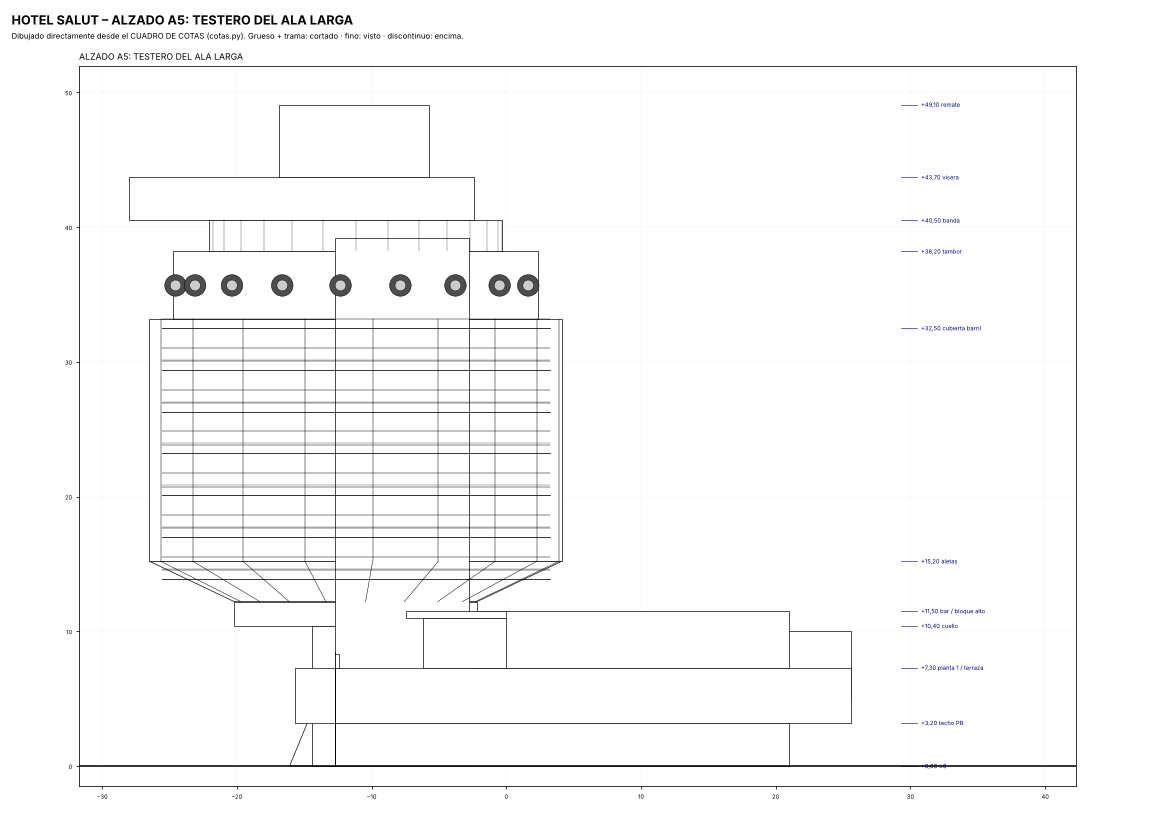 HOTEL SALUT – ALZADO A5: TESTERO DEL ALA LARGA
Dibujado directamente desde el CUADRO DE COTAS (cotas.py). Grueso + trama: cortado · fino: visto · discontinuo: encima.
ALZADO A5: TESTERO DEL ALA LARGA
50
+49,10 remate
+43,70 visera
+40,50 banda
40
+38,20 tambor
+32,50 cubierta barril
30
20
+15,20 aletas
+11,50 bar / bloque alto
+10,40 cuello
10
+7,30 planta 1 / terraza
+3,20 techo PB
0
−30
−20
−10
0
10
20
30
40